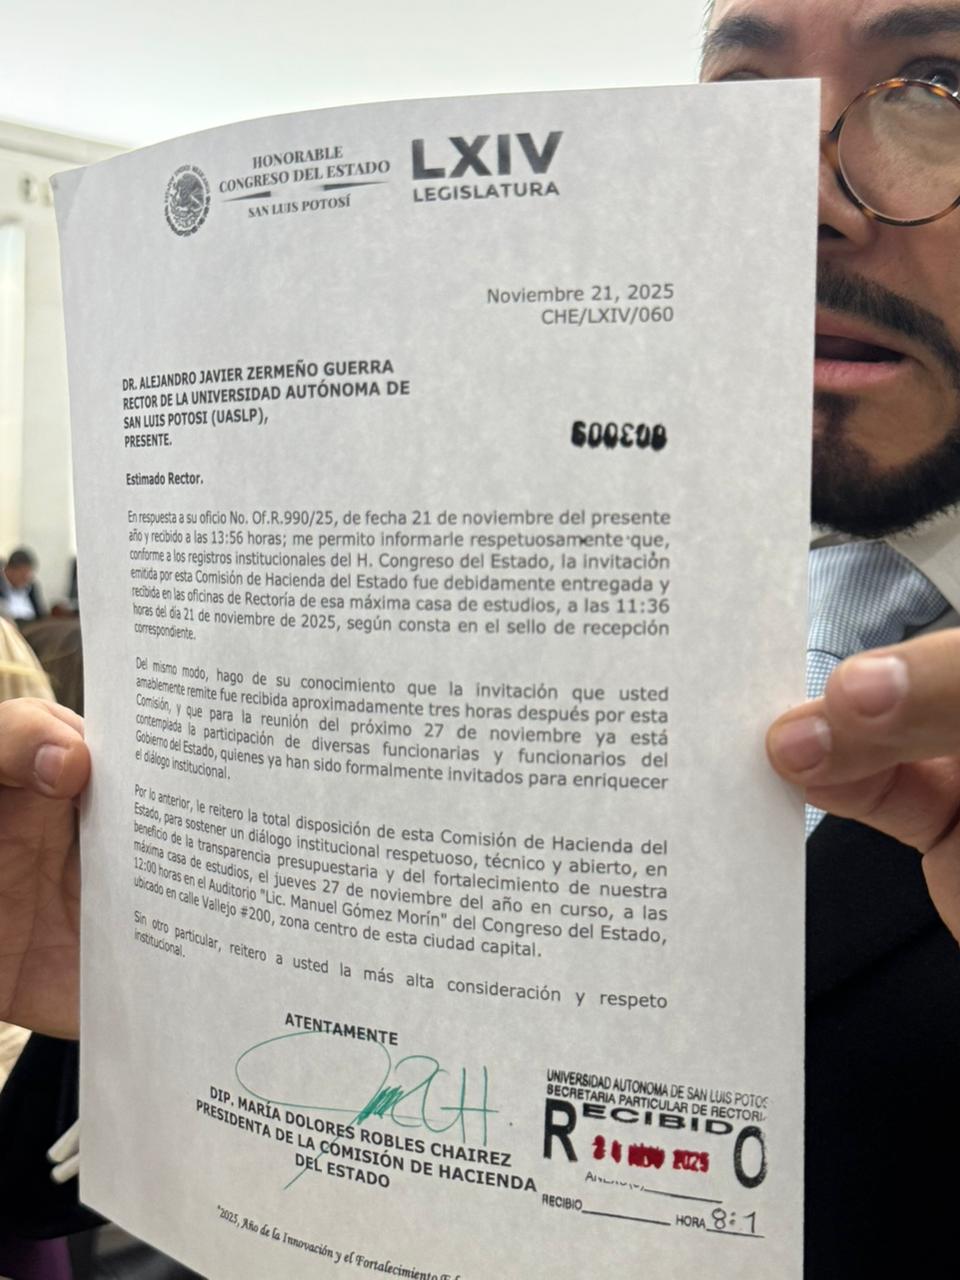 HONORABLE
CONGRESO DEL ESTADO
SAN LUIS POTOSÍ
LXIV
LEGISLATURA
Noviembre 21, 2025
CHE/LXIV/060
DR. ALEJANDRO JAVIER ZERMEÑO GUERRA
RECTOR DE LA UNIVERSIDAD AUTÓNOMA DE
SAN LUIS POTOSI (UASLP),
PRESENTE.
Estimado Rector.
En respuesta a su oficio No. Of.R.990/25, de fecha 21 de noviembre del presente
año y recibido a las 13:56 horas; me permito informarle respetuosamente que,
conforme a los registros institucionales del H. Congreso del Estado, la invitación
emitida por esta Comisión de Hacienda del Estado fue debidamente entregada y
recibida en las oficinas de Rectoría de esa máxima casa de estudios, a las 11:36
horas del día 21 de noviembre de 2025, según consta en el sello de recepción
correspondiente.
Del mismo modo, hago de su conocimiento que la invitación que usted
amablemente remite fue recibida aproximadamente tres horas después por esta
Comisión, y que para la reunión del próximo 27 de noviembre ya está
contemplada la participación de diversas funcionarias y funcionarios del
Gobierno del Estado, quienes ya han sido formalmente invitados para enriquecer
el diálogo institucional.
Por lo anterior, le reitero la total disposición de esta Comisión de Hacienda del
Estado, para sostener un diálogo institucional respetuoso, técnico y abierto, en
beneficio de la transparencia presupuestaria y del fortalecimiento de nuestra
máxima casa de estudios, el jueves 27 de noviembre del año en curso, a las
12:00 horas en el Auditorio "Lic. Manuel Gómez Morín" del Congreso del Estado,
ubicado en calle Vallejo #200, zona centro de esta ciudad capital.
Sin otro particular, reitero a usted la más alta consideración y respeto
institucional.
ATENTAMENTE
DIP. MARÍA DOLORES ROBLES CHAIREZ
PRESIDENTA DE LA COMISIÓN DE HACIENDA
DEL ESTADO
UNIVERSIDAD AUTONOMA DE SAN LUIS
SECRETARIA PARTICULAR DE
RECIBIDO
24 NOV 2025
RECIBIO
HORA 8:1
"2025, Año de la Innovación y el Fortalecimiento